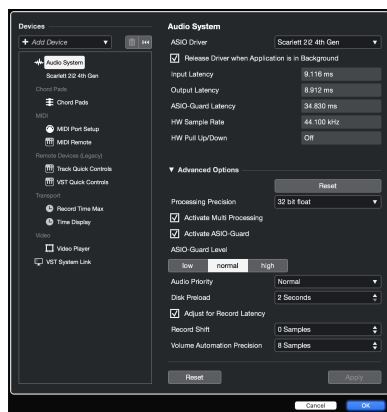 Devices
+ Add Device
Audio System
Scarlett 2i2 4th Gen
Chord Pads
Chord Pads
MIDI
MIDI Port Setup
MIDI Remote
Remote Devices (Legacy)
Track Quick Controls
VST Quick Controls
Transport
Record Time Max
Time Display
Video
Video Player
VST System Link
Audio System
ASIO Driver Scarlett 2i2 4th Gen
Release Driver when Application is in Background
Input Latency 9.116 ms
Output Latency 8.912 ms
ASIO-Guard Latency 34.830 ms
HW Sample Rate 44.100 kHz
HW Pull Up/Down Off
Advanced Options
Reset
Processing Precision 32 bit float
Activate Multi Processing
Activate ASIO-Guard
ASIO-Guard Level
low normal high
Audio Priority Normal
Disk Preload 2 Seconds
Adjust for Record Latency
Record Shift 0 Samples
Volume Automation Precision 8 Samples
Reset Apply
Cancel OK